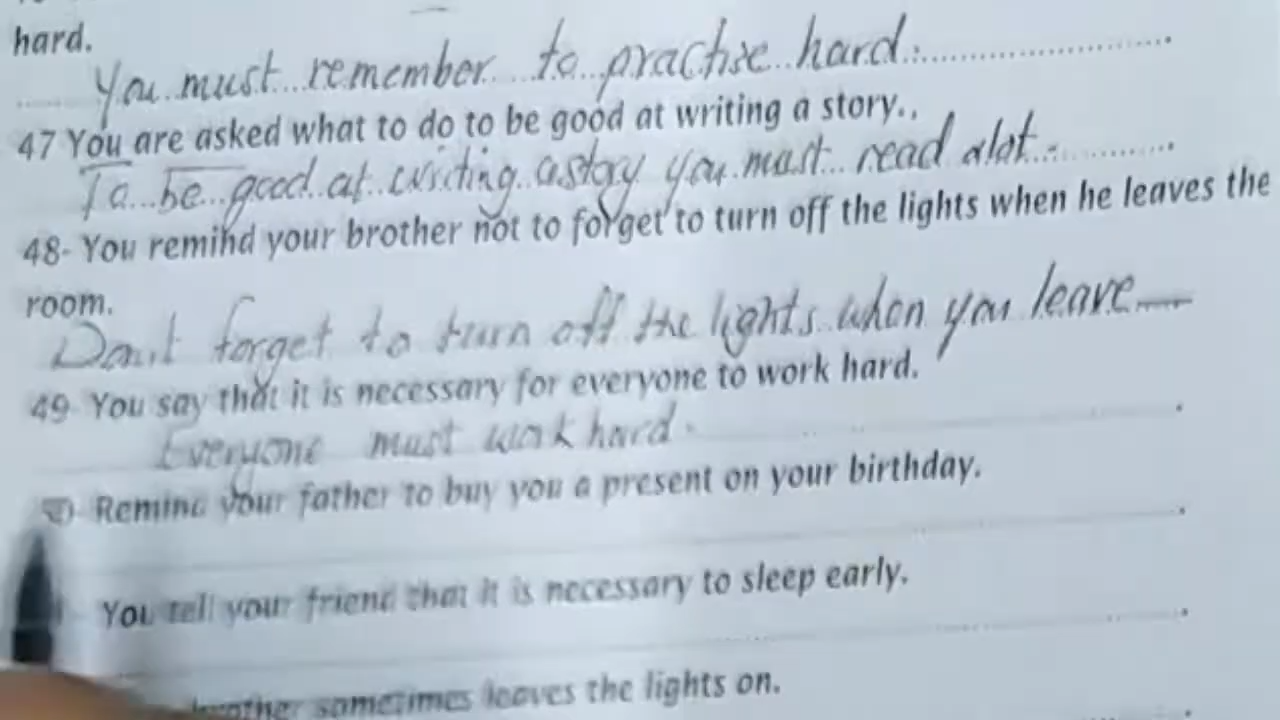 hard.
You must remember to practise hard.
47 You are asked what to do to be good at writing a story..
To be good at writing a story you must read alot.
48- You remind your brother not to forget to turn off the lights when he leaves the
room.
Don't forget to turn off the lights when you leave
49- You say that it is necessary for everyone to work hard.
Everyone must work hard.
Remind your father to buy you a present on your birthday.
You tell your friend that it is necessary to sleep early.
brother sometimes leaves the lights on.